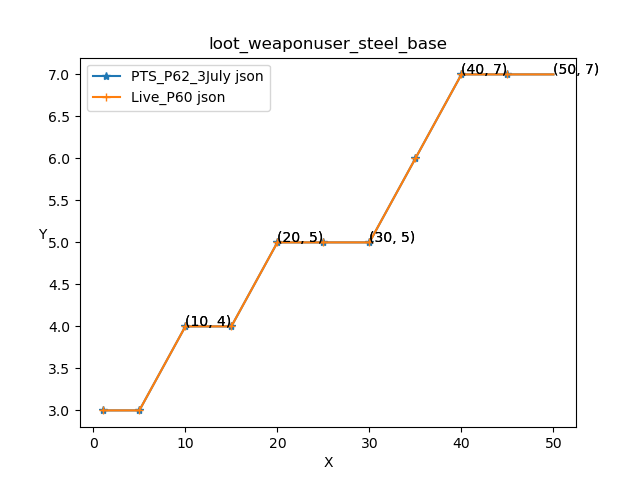 loot_weaponuser_steel_base
PTS_P62_3July json
Live_P60 json
Y
7.0
6.5
6.0
5.5
5.0
4.5
4.0
3.5
3.0
(10, 4)
(20, 5)
(30, 5)
(40, 7)
(50, 7)
0 10 20 30 40 50
X